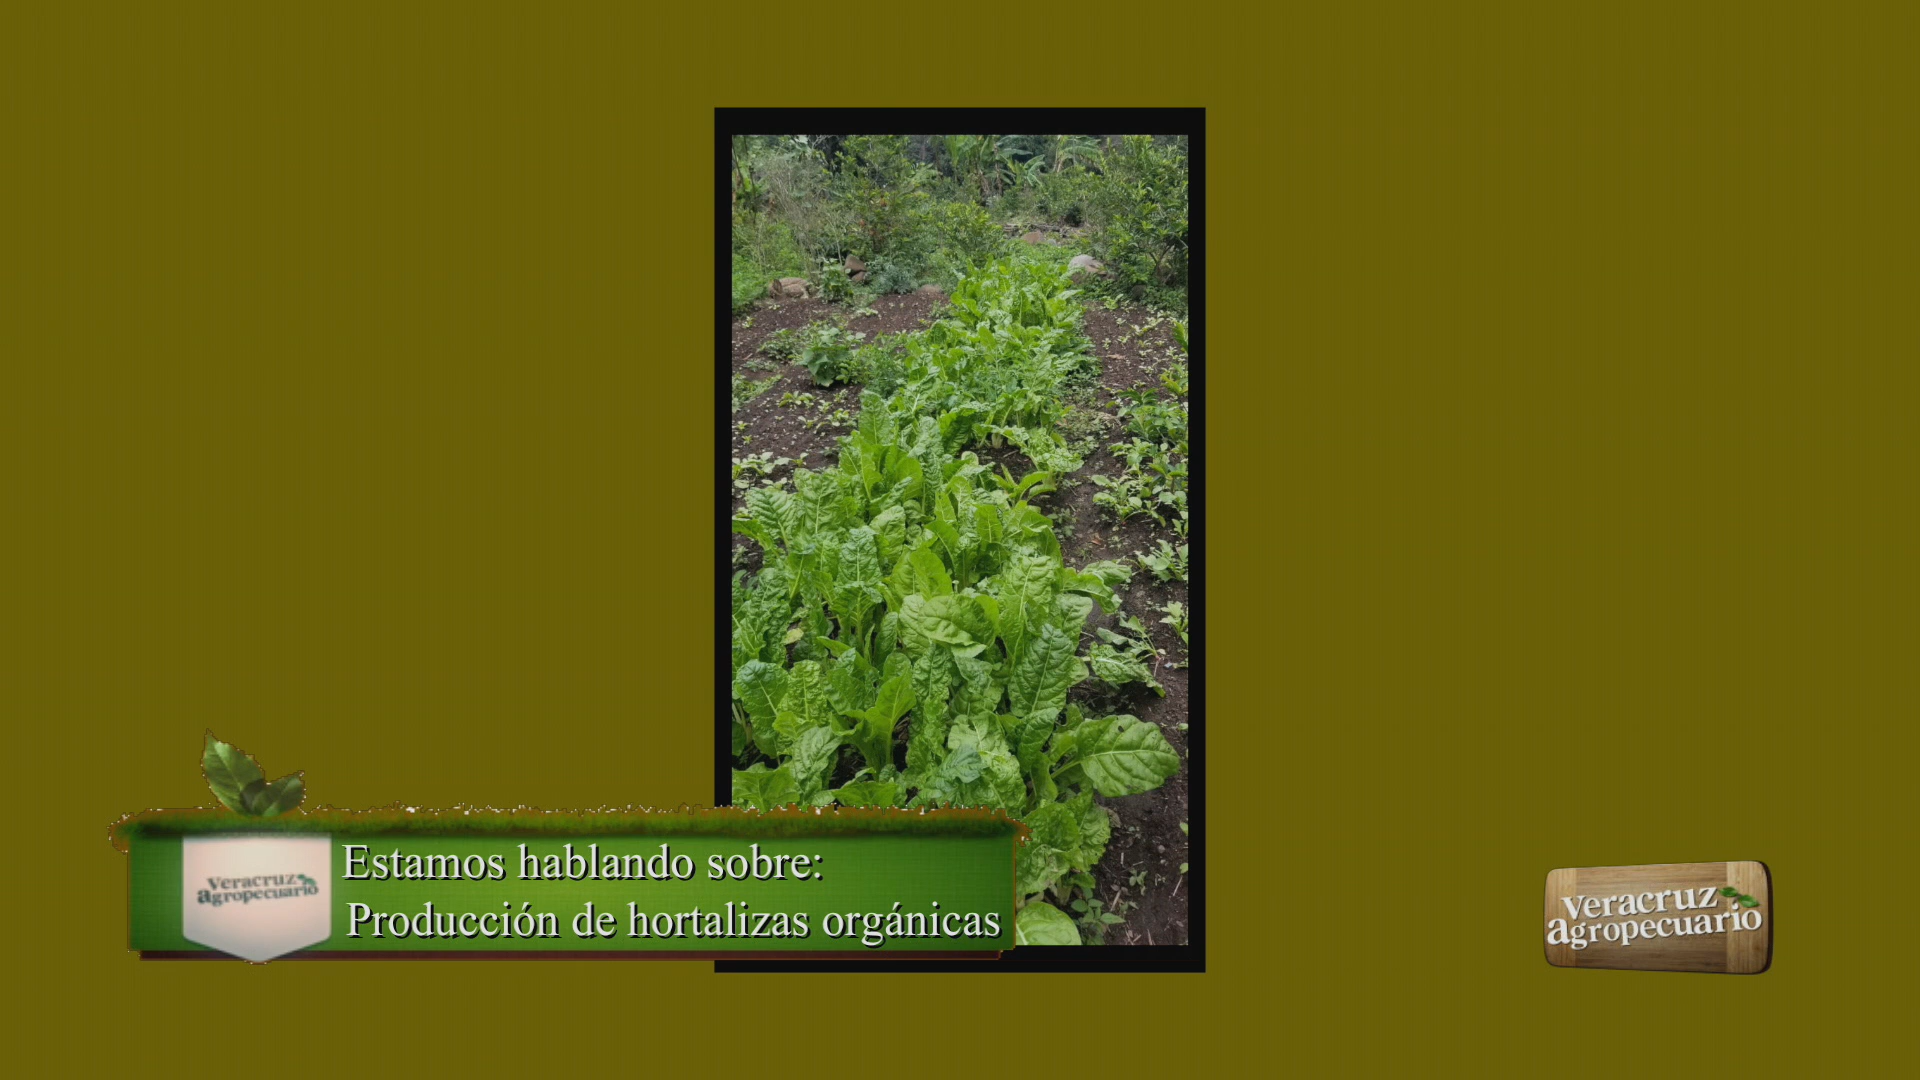 Estamos hablando sobre:
Producción de hortalizas orgánicas
veracruz
agropecuario
veracruz
agropecuario